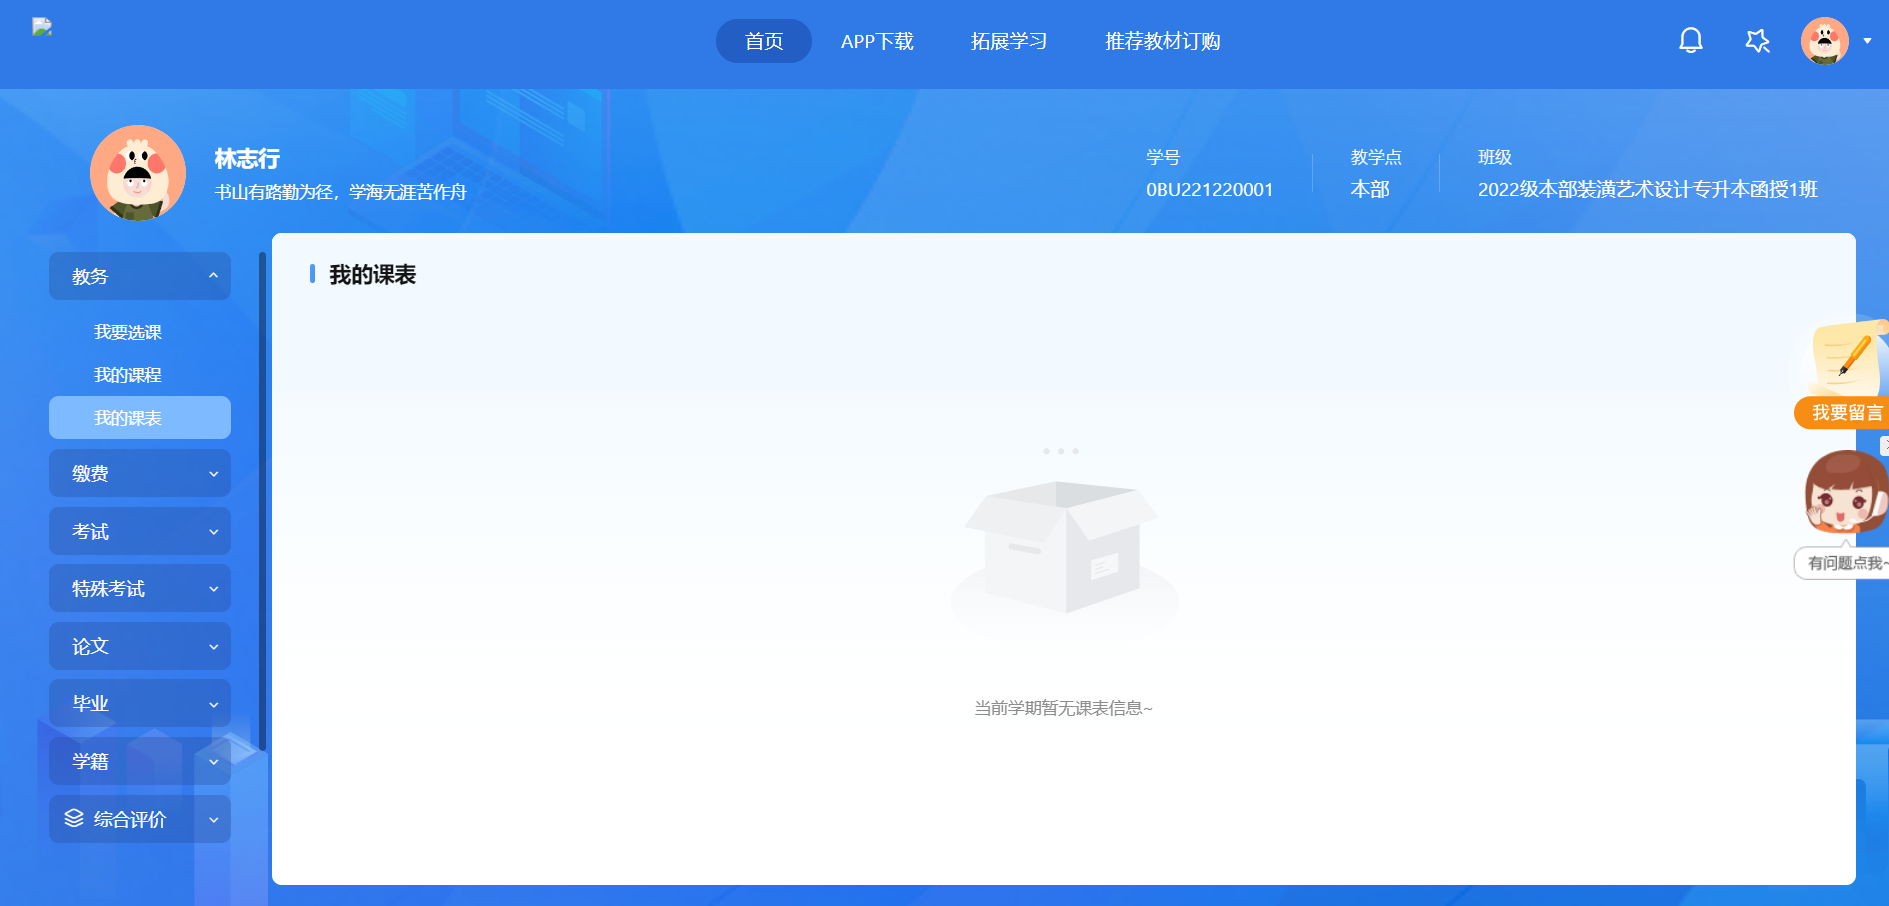 首页
APP下载
拓展学习
推荐教材订购
林志行
书山有路勤为径，学海无涯苦作舟
学号
0BU221220001
教学点
本部
班级
2022级本部装潢艺术设计专升本函授1班
教务
我要选课
我的课程
我的课表
缴费
考试
特殊考试
论文
毕业
学籍
综合评价
我的课表
当前学期暂无课表信息~
我要留言
有问题点我~